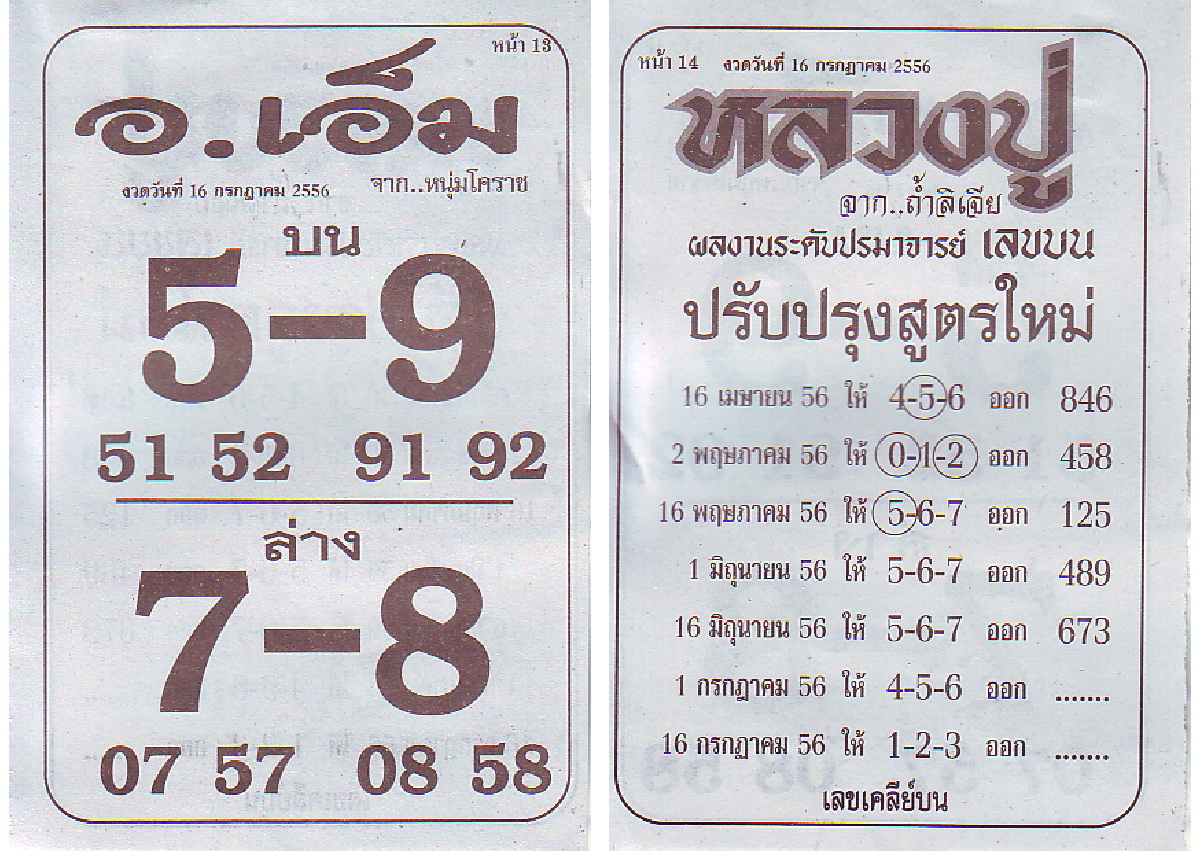 หน้า 13
อ.เอ็ม
งวดวันที่ 16 กรกฎาคม 2556 จาก..หนุ่มโคราช
บน
5-9
51 52 91 92
ล่าง
7-8
07 57 08 58
หน้า 14 งวดวันที่ 16 กรกฎาคม 2556
หลวงปู่
จาก..ถ้ำลิเจีย
ผลงานระดับปรมาจารย์ เลขบน
ปรับปรุงสูตรใหม่
16 เมษายน 56 ให้ 4-5-6 ออก 846
2 พฤษภาคม 56 ให้ 0-1-2 ออก 458
16 พฤษภาคม 56 ให้ 5-6-7 ออก 125
1 มิถุนายน 56 ให้ 5-6-7 ออก 489
16 มิถุนายน 56 ให้ 5-6-7 ออก 673
1 กรกฎาคม 56 ให้ 4-5-6 ออก .......
16 กรกฎาคม 56 ให้ 1-2-3 ออก .......
เลขเคลีย์บน